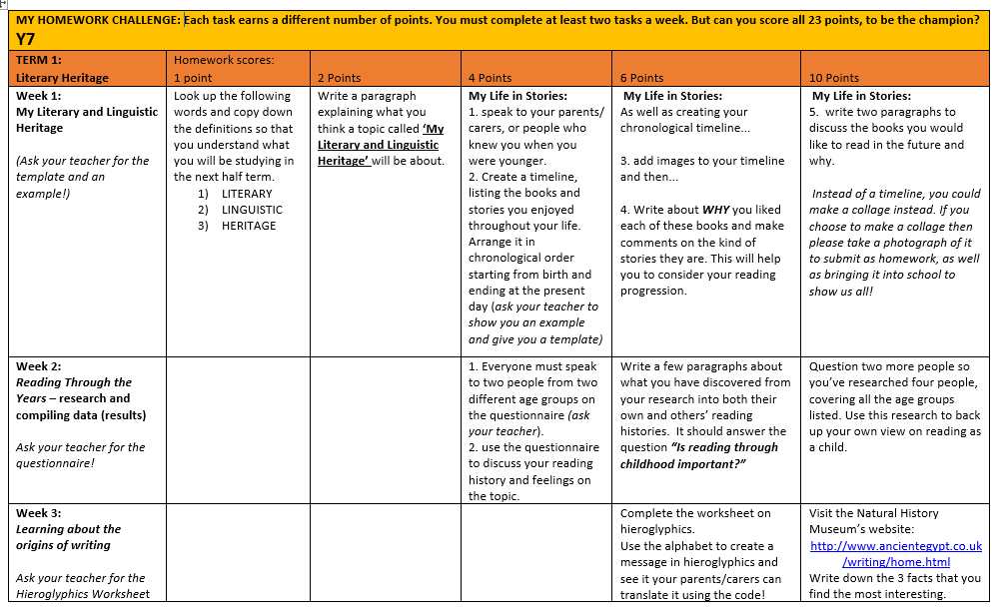 MY HOMEWORK CHALLENGE: Each task earns a different number of points. You must complete at least two tasks a week. But can you score all 23 points, to be the champion?
Y7
TERM 1:
Literary Heritage
Homework scores:
1 point
2 Points
4 Points
6 Points
10 Points
Week 1:
My Literary and Linguistic
Heritage
(Ask your teacher for the
template and an
example!)
Look up the following
words and copy down
the definitions so that
you understand what
you will be studying in
the next half term.
1) LITERARY
2) LINGUISTIC
3) HERITAGE
Write a paragraph
explaining what you
think a topic called ‘My
Literary and Linguistic
Heritage’ will be about.
My Life in Stories:
1. speak to your parents/
carers, or people who
knew you when you
were younger.
2. Create a timeline,
listing the books and
stories you enjoyed
throughout your life.
Arrange it in
chronological order
starting from birth and
ending at the present
day (ask your teacher to
show you an example
and give you a template)
My Life in Stories:
As well as creating your
chronological timeline...
3. add images to your timeline
and then...
4. Write about WHY you liked
each of these books and make
comments on the kind of
stories they are. This will help
you to consider your reading
progression.
My Life in Stories:
5. write two paragraphs to
discuss the books you would
like to read in the future and
why.
Instead of a timeline, you could
make a collage instead. If you
choose to make a collage then
please take a photograph of it
to submit as homework, as well
as bringing it into school to
show us all!
Week 2:
Reading Through the
Years – research and
compiling data (results)
Ask your teacher for the
questionnaire!
1. Everyone must speak
to two people from two
different age groups on
the questionnaire (ask
your teacher).
2. use the questionnaire
to discuss your reading
history and feelings on
the topic.
Write a few paragraphs about
what you have discovered from
your research into both their
own and others’ reading
histories. It should answer the
question “Is reading through
childhood important?”
Question two more people so
you’ve researched four people,
covering all the age groups
listed. Use this research to back
up your own view on reading as
a child.
Week 3:
Learning about the
origins of writing
Ask your teacher for the
Hieroglyphics Worksheet
Complete the worksheet on
hieroglyphics.
Use the alphabet to create a
message in hieroglyphics and
see it your parents/carers can
translate it using the code!
Visit the Natural History
Museum’s website:
http://www.ancientegypt.co.uk
/writing/home.html
Write down the 3 facts that you
find the most interesting.